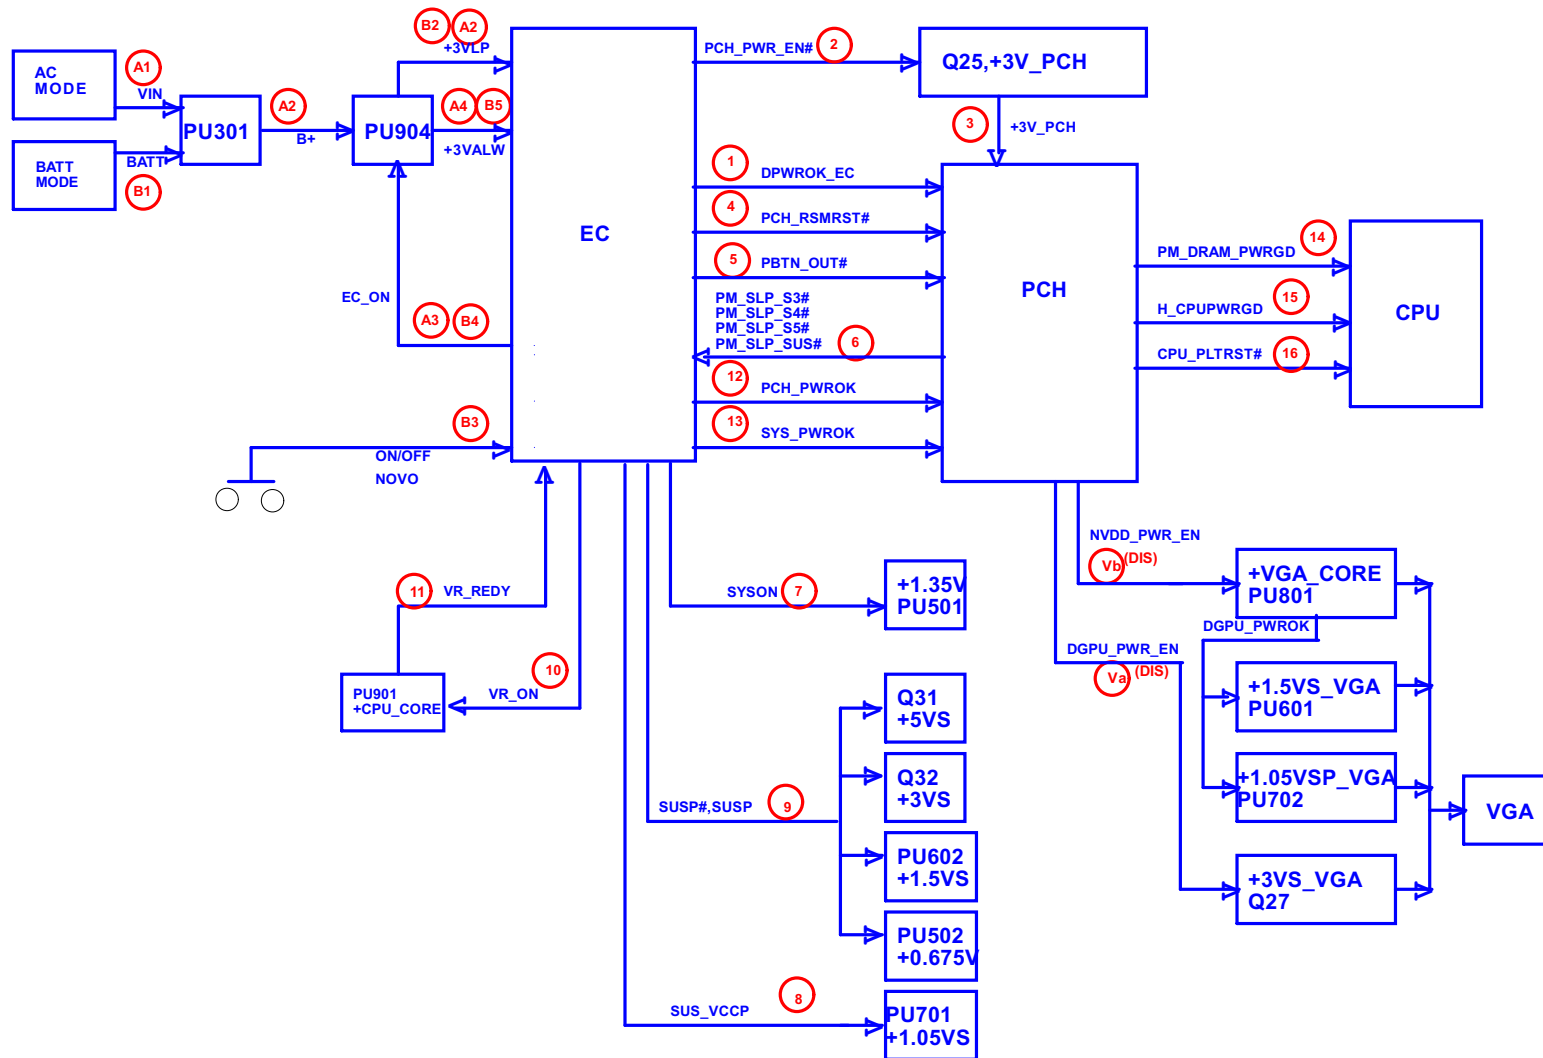 B2
A2
+3VLP
PCH_PWR_EN#
2
Q25,+3V_PCH
AC
MODE
A1
VIN
A2
B+
PU301
PU904
A4
B5
+3VALW
3
+3V_PCH
BATT
MODE
BATT
B1
1
DPWROK_EC
4
PCH_RSMRST#
EC
5
PBTN_OUT#
PCH
14
PM_DRAM_PWRGD
15
H_CPUPWRGD
CPU
16
CPU_PLTRST#
EC_ON
A3
B4
PM_SLP_S3#
PM_SLP_S4#
PM_SLP_S5#
PM_SLP_SUS#
6
12
PCH_PWROK
13
SYS_PWROK
B3
ON/OFF
NOVO
NVDD_PWR_EN
Vb
(DIS)
+VGA_CORE
PU801
DGPU_PWROK
11
VR_REDY
SYSON
7
+1.35V
PU501
DGPU_PWR_EN
Va
(DIS)
+1.5VS_VGA
PU601
10
VR_ON
PU901
+CPU_CORE
Q31
+5VS
Q32
+3VS
+1.05VSP_VGA
PU702
VGA
SUSP#,SUSP
9
PU602
+1.5VS
+3VS_VGA
Q27
PU502
+0.675V
SUS_VCCP
8
PU701
+1.05VS